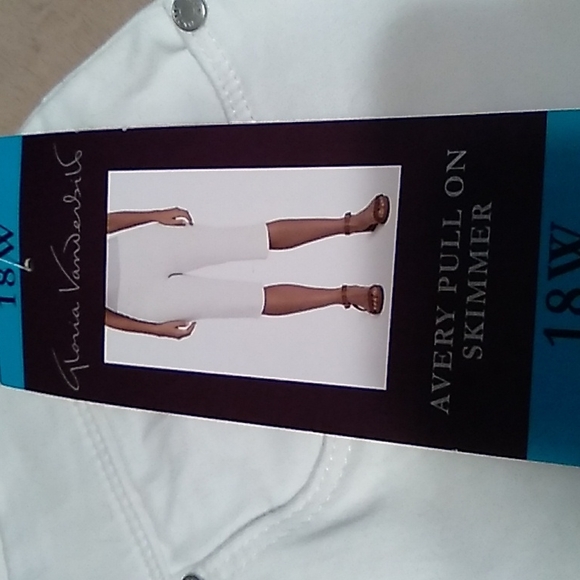 18W
Gloria Vanderbilt
AVERY PULL ON
SKIMMER
18W